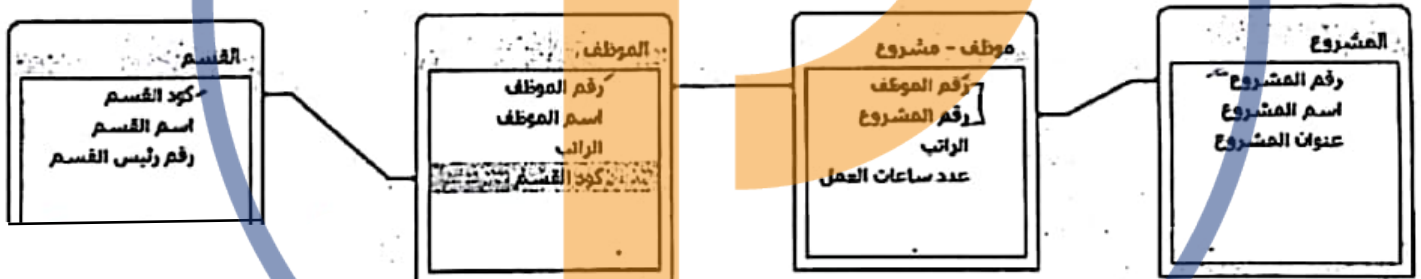 المشروع
رقم المشروع
اسم المشروع
عنوان المشروع
موظف - مشروع
رقم الموظف
رقم المشروع
الراتب
عدد ساعات العمل
الموظف
رقم الموظف
اسم الموظف
الراتب
كود القسم
القسم
كود القسم
اسم القسم
رقم رئيس القسم